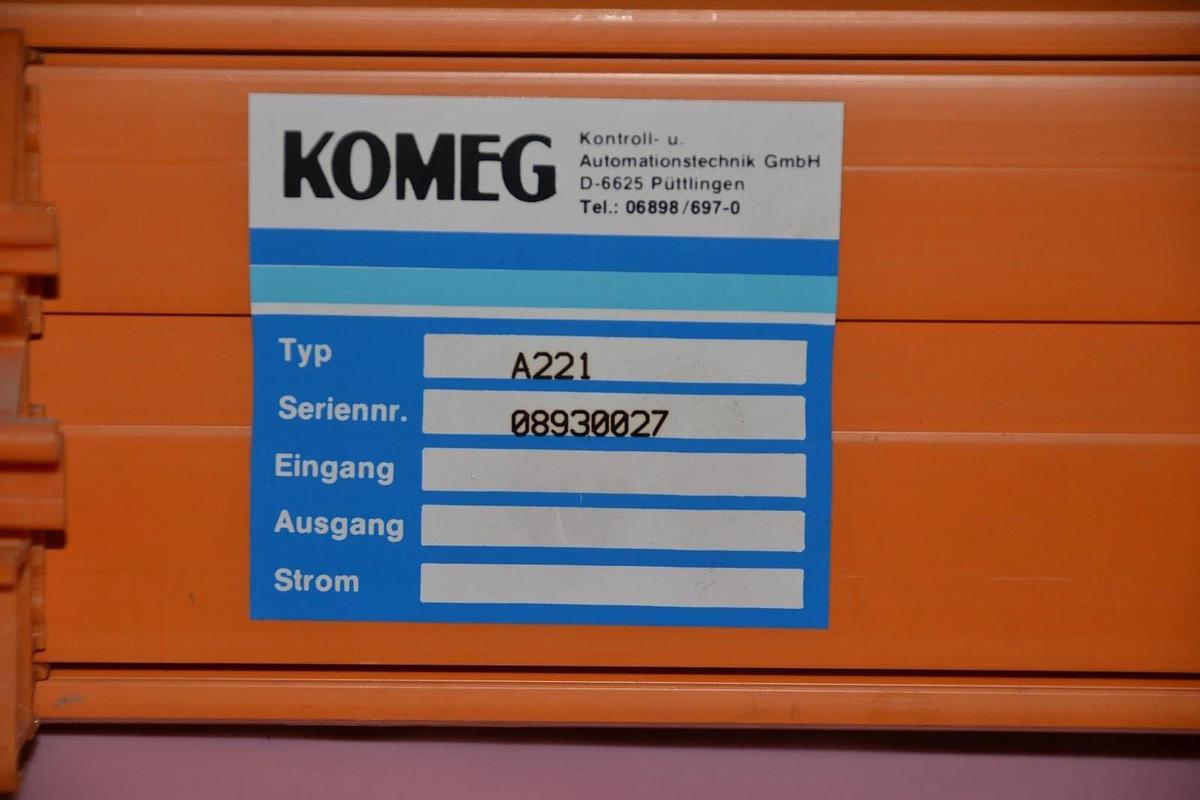 KOMEG
Kontroll- u.
Automationstechnik GmbH
D-6625 Püttlingen
Tel.: 06898/697-0
Typ A221
Seriennr. 08930027
Eingang
Ausgang
Strom